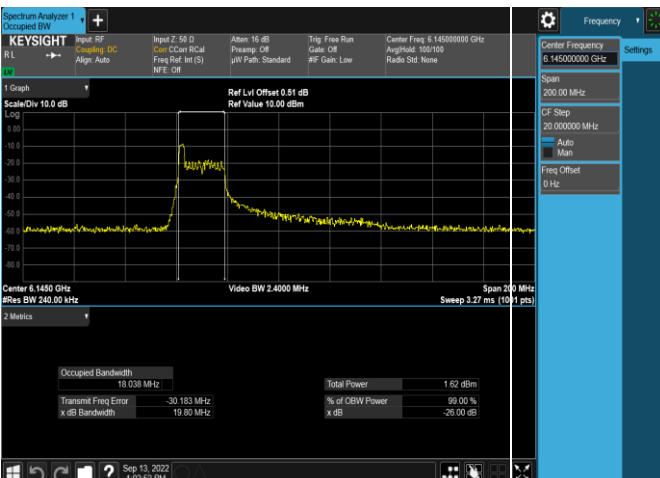 Spectrum Analyzer 1
Occupied BW
+
Frequency
KEYSIGHT
R L
Input: RF
Coupling: DC
Align: Auto
Input Z: 50 Ω
Corr CCorr RCal
Freq Ref: Int (S)
NFE: Off
Atten: 16 dB
Preamp: Off
µW Path: Standard
Trig: Free Run
Gate: Off
#IF Gain: Low
Center Freq: 6.145000000 GHz
Avg|Hold: 100/100
Radio Std: None
Center Frequency
6.145000000 GHz
Settings
Span
200.00 MHz
CF Step
20.000000 MHz
Auto
Man
Freq Offset
0 Hz
1 Graph
Scale/Div 10.0 dB
Ref Lvl Offset 0.51 dB
Ref Value 10.00 dBm
Log
0.00
-10.0
-20.0
-30.0
-40.0
-50.0
-60.0
-70.0
-80.0
Center 6.1450 GHz
#Res BW 240.00 kHz
Video BW 2.4000 MHz
Span 200 MHz
Sweep 3.27 ms (1001 pts)
2 Metrics
Occupied Bandwidth
18.038 MHz
Transmit Freq Error -30.183 MHz
x dB Bandwidth 19.80 MHz
Total Power 1.62 dBm
% of OBW Power 99.00 %
x dB -26.00 dB
?
Sep 13, 2022